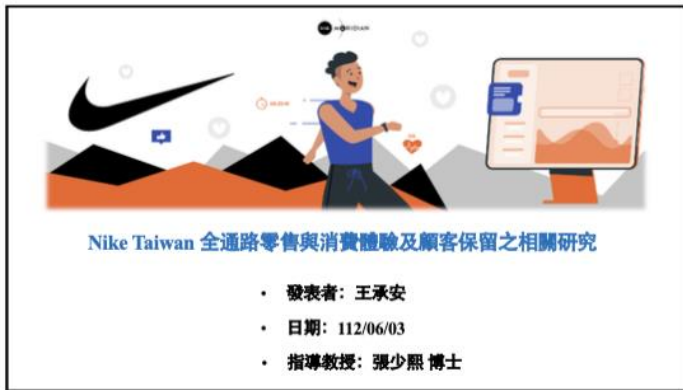 Nike Taiwan 全通路零售與消費體驗及顧客保留之相關研究
• 發表者：王承安
• 日期：112/06/03
• 指導教授：張少熙 博士